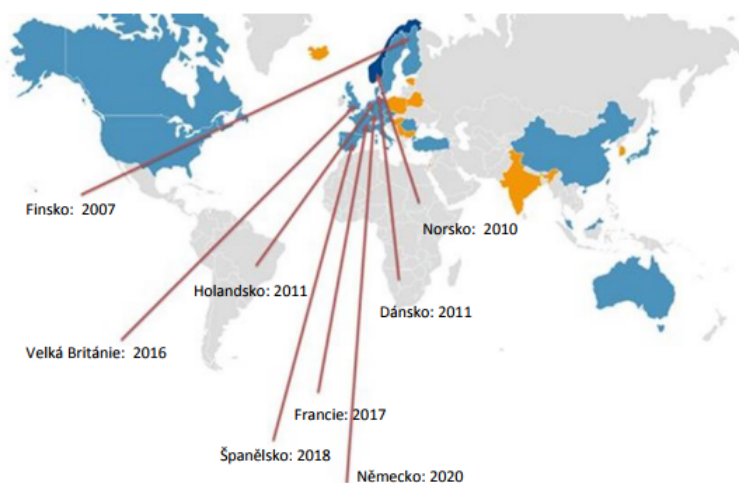 Finsko: 2007
Norsko: 2010
Holandsko: 2011
Dánsko: 2011
Velká Británie: 2016
Francie: 2017
Španělsko: 2018
Německo: 2020